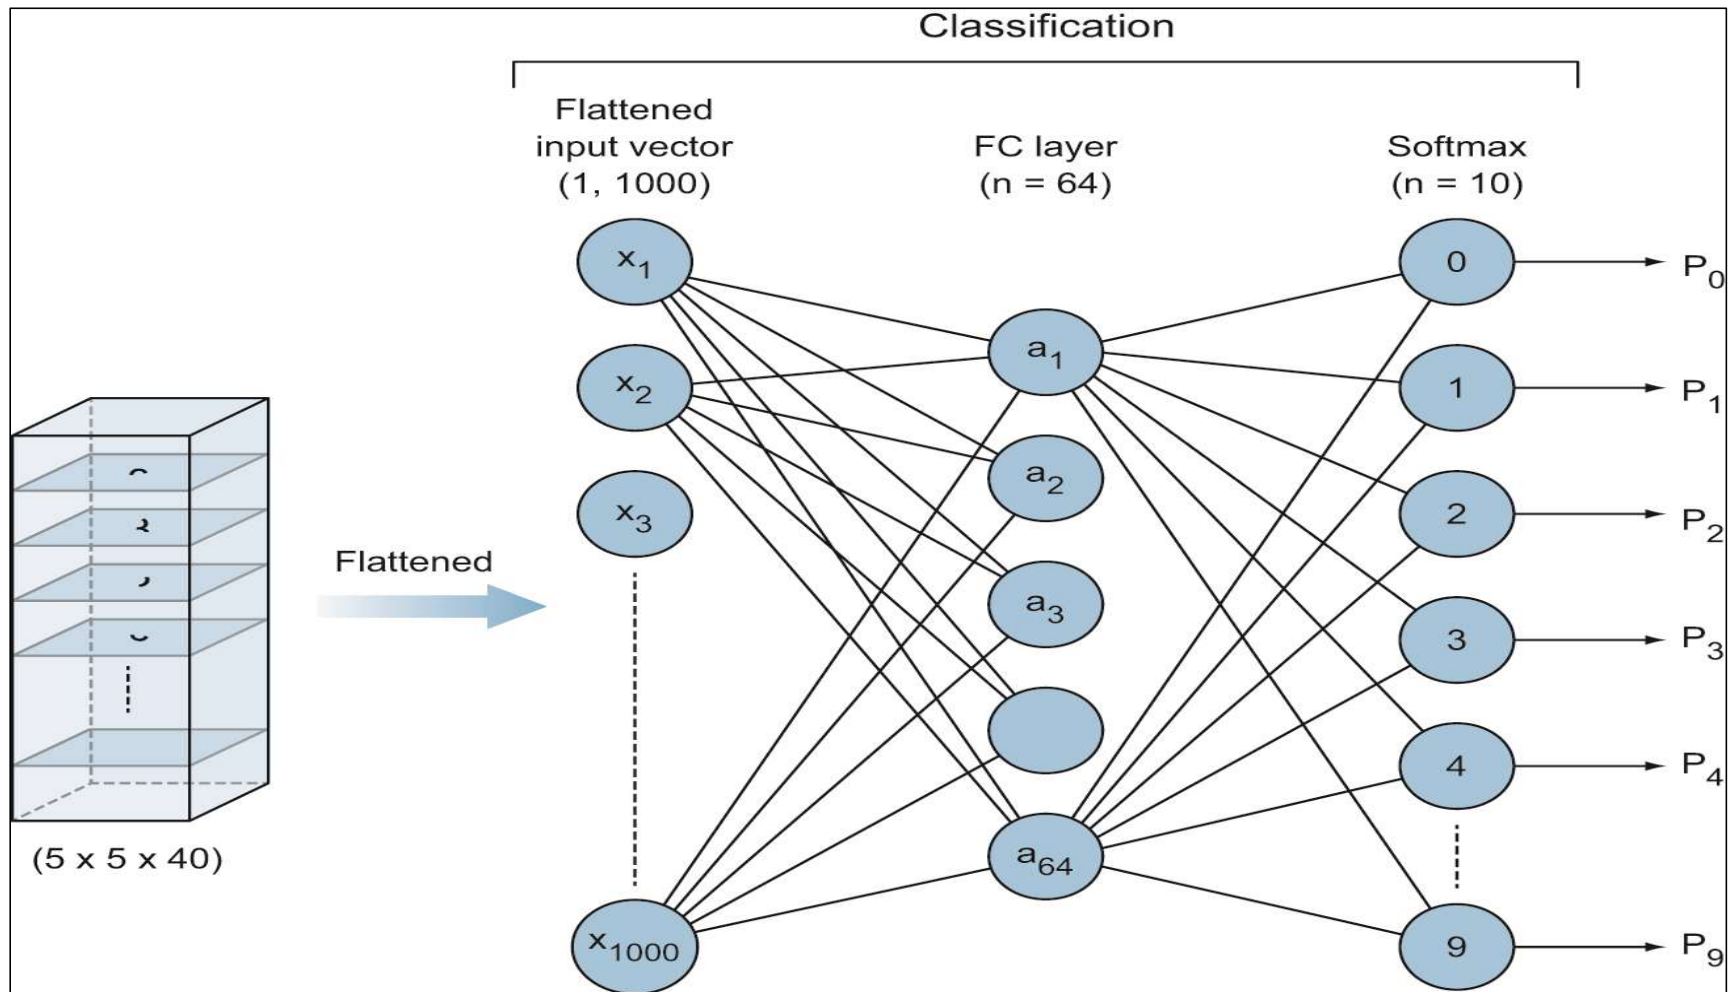 Classification
Flattened
input vector
(1, 1000)
FC layer
(n = 64)
Softmax
(n = 10)
x1
x2
x3
x1000
a1
a2
a3
a64
0
1
2
3
4
9
P0
P1
P2
P3
P4
P9
Flattened
(5 x 5 x 40)